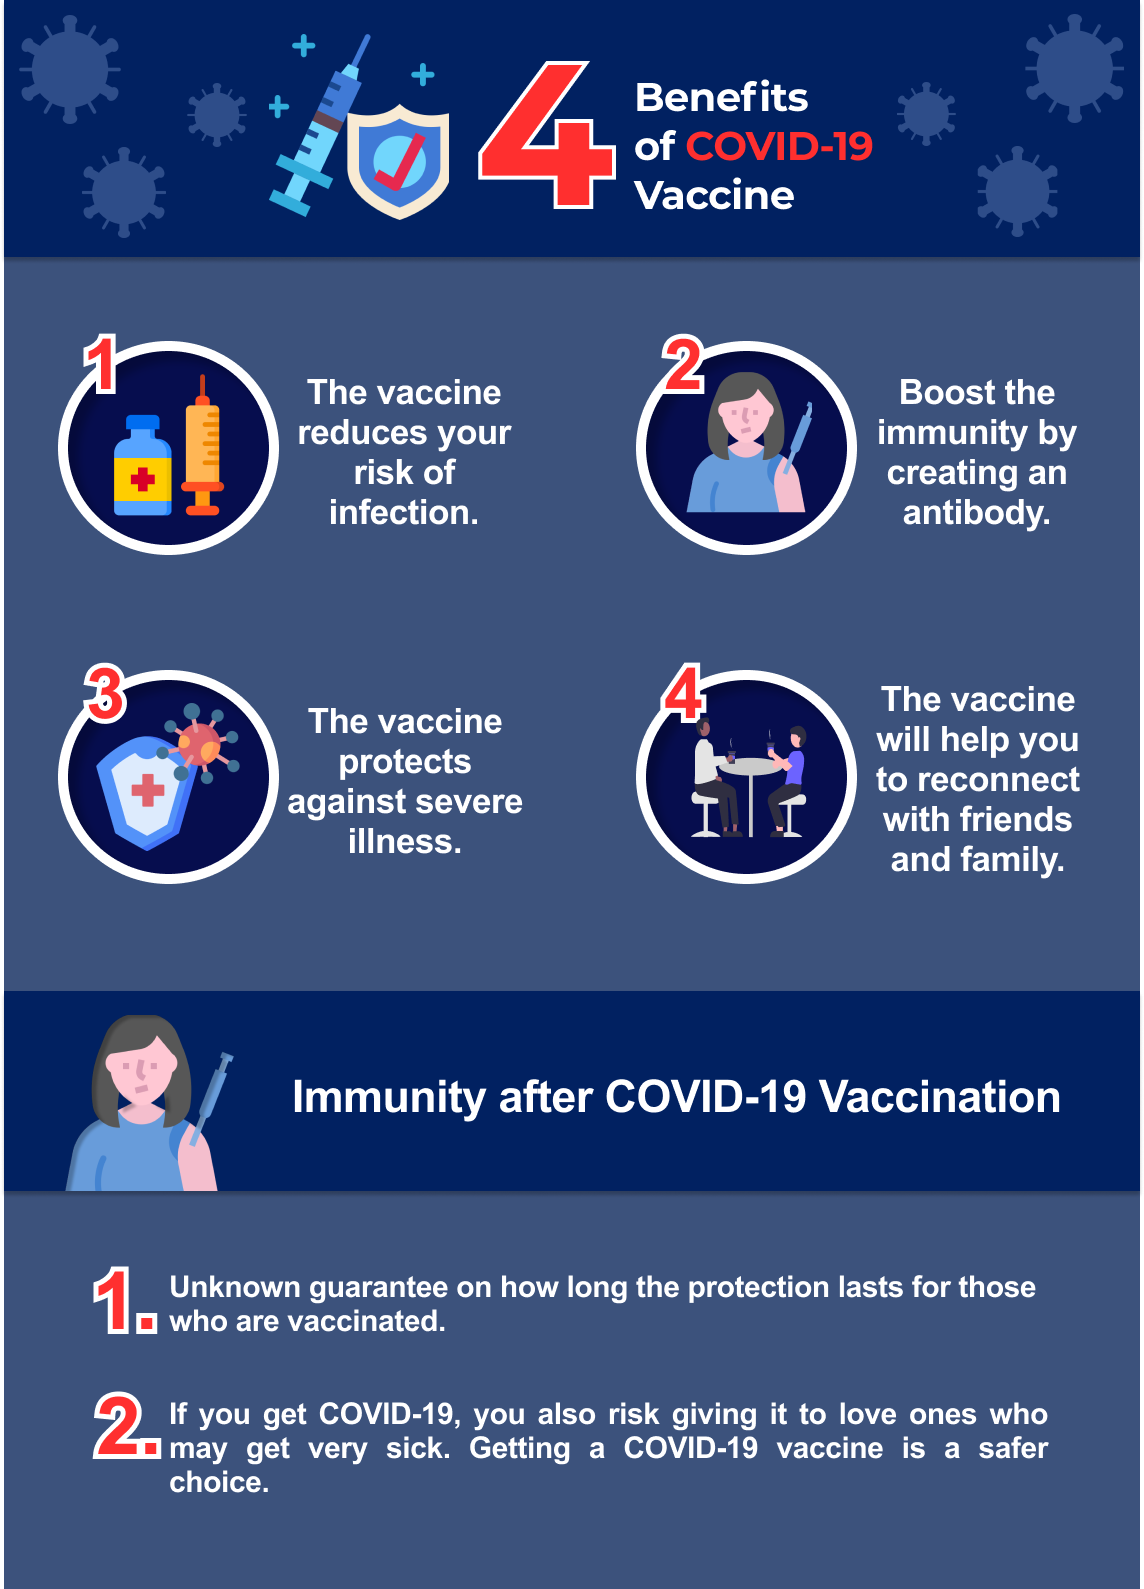 4
Benefits
of COVID-19
Vaccine
1
The vaccine
reduces your
risk of
infection.
2
Boost the
immunity by
creating an
antibody.
3
The vaccine
protects
against severe
illness.
4
The vaccine
will help you
to reconnect
with friends
and family.
Immunity after COVID-19 Vaccination
1.
Unknown guarantee on how long the protection lasts for those
who are vaccinated.
2.
If you get COVID-19, you also risk giving it to love ones who
may get very sick. Getting a COVID-19 vaccine is a safer
choice.